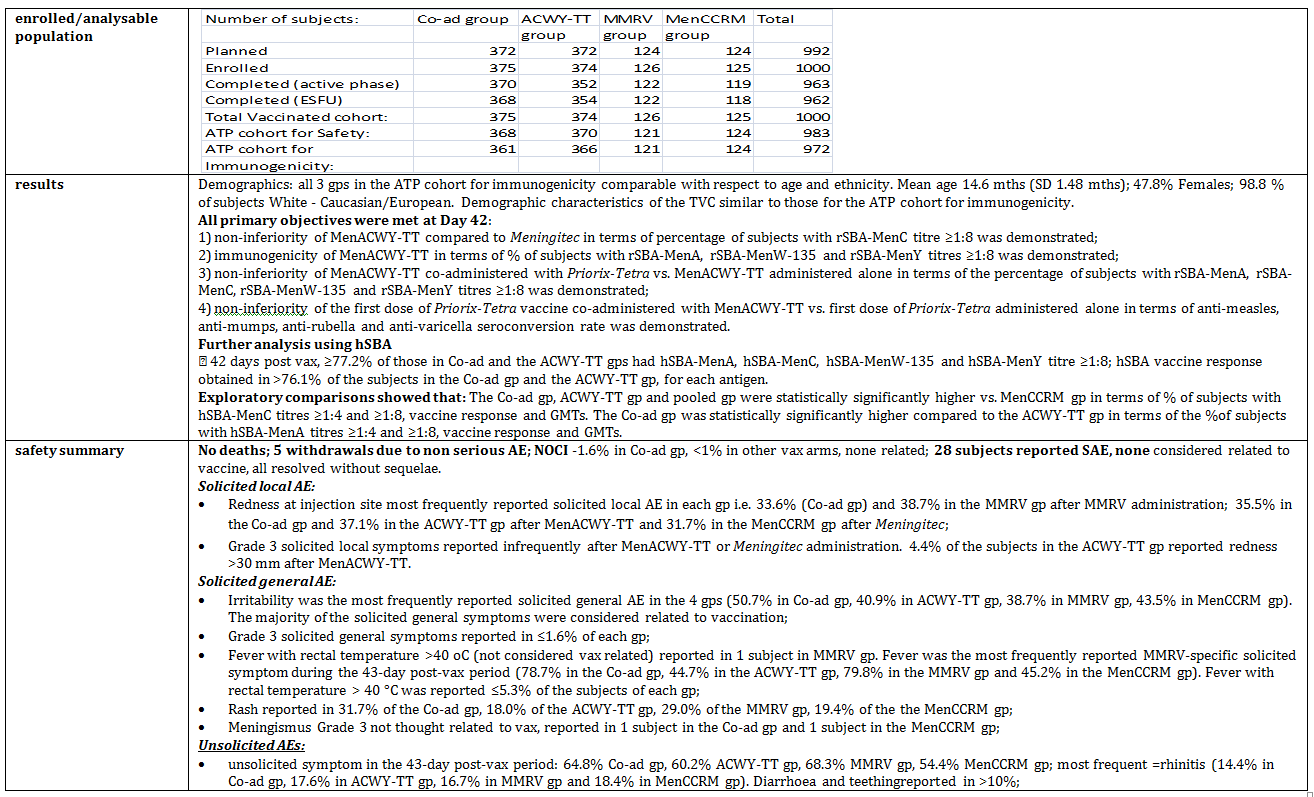 enrolled/analysable
population
Number of subjects: Co-ad group ACWY-TT MMRV MenCCRM Total
group group group
Planned 372 372 124 124 992
Enrolled 375 374 126 125 1000
Completed (active phase) 370 352 122 119 963
Completed (ESFU) 368 354 122 118 962
Total Vaccinated cohort: 375 374 126 125 1000
ATP cohort for Safety: 368 370 121 124 983
ATP cohort for 361 366 121 124 972
Immunogenicity:
results
Demographics: all 3 gps in the ATP cohort for immunogenicity comparable with respect to age and ethnicity. Mean age 14.6 mths (SD 1.48 mths); 47.8% Females; 98.8 %
of subjects White - Caucasian/European. Demographic characteristics of the TVC similar to those for the ATP cohort for immunogenicity.
All primary objectives were met at Day 42:
1) non-inferiority of MenACWY-TT compared to Meningitec in terms of percentage of subjects with rSBA-MenC titre ≥1:8 was demonstrated;
2) immunogenicity of MenACWY-TT in terms of % of subjects with rSBA-MenA, rSBA-MenW-135 and rSBA-MenY titres ≥1:8 was demonstrated;
3) non-inferiority of MenACWY-TT co-administered with Priorix-Tetra vs. MenACWY-TT administered alone in terms of the percentage of subjects with rSBA-MenA, rSBA-
MenC, rSBA-MenW-135 and rSBA-MenY titres ≥1:8 was demonstrated;
4) non-inferiority of the first dose of Priorix-Tetra vaccine co-administered with MenACWY-TT vs. first dose of Priorix-Tetra administered alone in terms of anti-measles,
anti-mumps, anti-rubella and anti-varicella seroconversion rate was demonstrated.
Further analysis using hSBA
42 days post vax, ≥77.2% of those in Co-ad and the ACWY-TT gps had hSBA-MenA, hSBA-MenC, hSBA-MenW-135 and hSBA-MenY titre ≥1:8; hSBA vaccine response
obtained in >76.1% of the subjects in the Co-ad gp and the ACWY-TT gp, for each antigen.
Exploratory comparisons showed that: The Co-ad gp, ACWY-TT gp and pooled gp were statistically significantly higher vs. MenCCRM gp in terms of % of subjects with
hSBA-MenC titres ≥1:4 and ≥1:8, vaccine response and GMTs. The Co-ad gp was statistically significantly higher compared to the ACWY-TT gp in terms of the %of subjects
with hSBA-MenA titres ≥1:4 and ≥1:8, vaccine response and GMTs.
safety summary
No deaths; 5 withdrawals due to non serious AE; NOCI -1.6% in Co-ad gp, <1% in other vax arms, none related; 28 subjects reported SAE, none considered related to
vaccine, all resolved without sequelae.
Solicited local AE:
• Redness at injection site most frequently reported solicited local AE in each gp i.e. 33.6% (Co-ad gp) and 38.7% in the MMRV gp after MMRV administration; 35.5% in
the Co-ad gp and 37.1% in the ACWY-TT gp after MenACWY-TT and 31.7% in the MenCCRM gp after Meningitec;
• Grade 3 solicited local symptoms reported infrequently after MenACWY-TT or Meningitec administration. 4.4% of the subjects in the ACWY-TT gp reported redness
>30 mm after MenACWY-TT.
Solicited general AE:
• Irritability was the most frequently reported solicited general AE in the 4 gps (50.7% in Co-ad gp, 40.9% in ACWY-TT gp, 38.7% in MMRV gp, 43.5% in MenCCRM gp).
The majority of the solicited general symptoms were considered related to vaccination;
• Grade 3 solicited general symptoms reported in ≤1.6% of each gp;
• Fever with rectal temperature >40 oC (not considered vax related) reported in 1 subject in MMRV gp. Fever was the most frequently reported MMRV-specific solicited
symptom during the 43-day post-vax period (78.7% in the Co-ad gp, 44.7% in the ACWY-TT gp, 79.8% in the MMRV gp and 45.2% in the MenCCRM gp). Fever with
rectal temperature > 40 °C was reported ≤5.3% of the subjects of each gp;
• Rash reported in 31.7% of the Co-ad gp, 18.0% of the ACWY-TT gp, 29.0% of the MMRV gp, 19.4% of the the MenCCRM gp;
• Meningismus Grade 3 not thought related to vax, reported in 1 subject in the Co-ad gp and 1 subject in the MenCCRM gp;
Unsolicited AEs:
• unsolicited symptom in the 43-day post-vax period: 64.8% Co-ad gp, 60.2% ACWY-TT gp, 68.3% MMRV gp, 54.4% MenCCRM gp; most frequent =rhinitis (14.4% in
Co-ad gp, 17.6% in ACWY-TT gp, 16.7% in MMRV gp and 18.4% in MenCCRM gp). Diarrhoea and teethingreported in >10%;